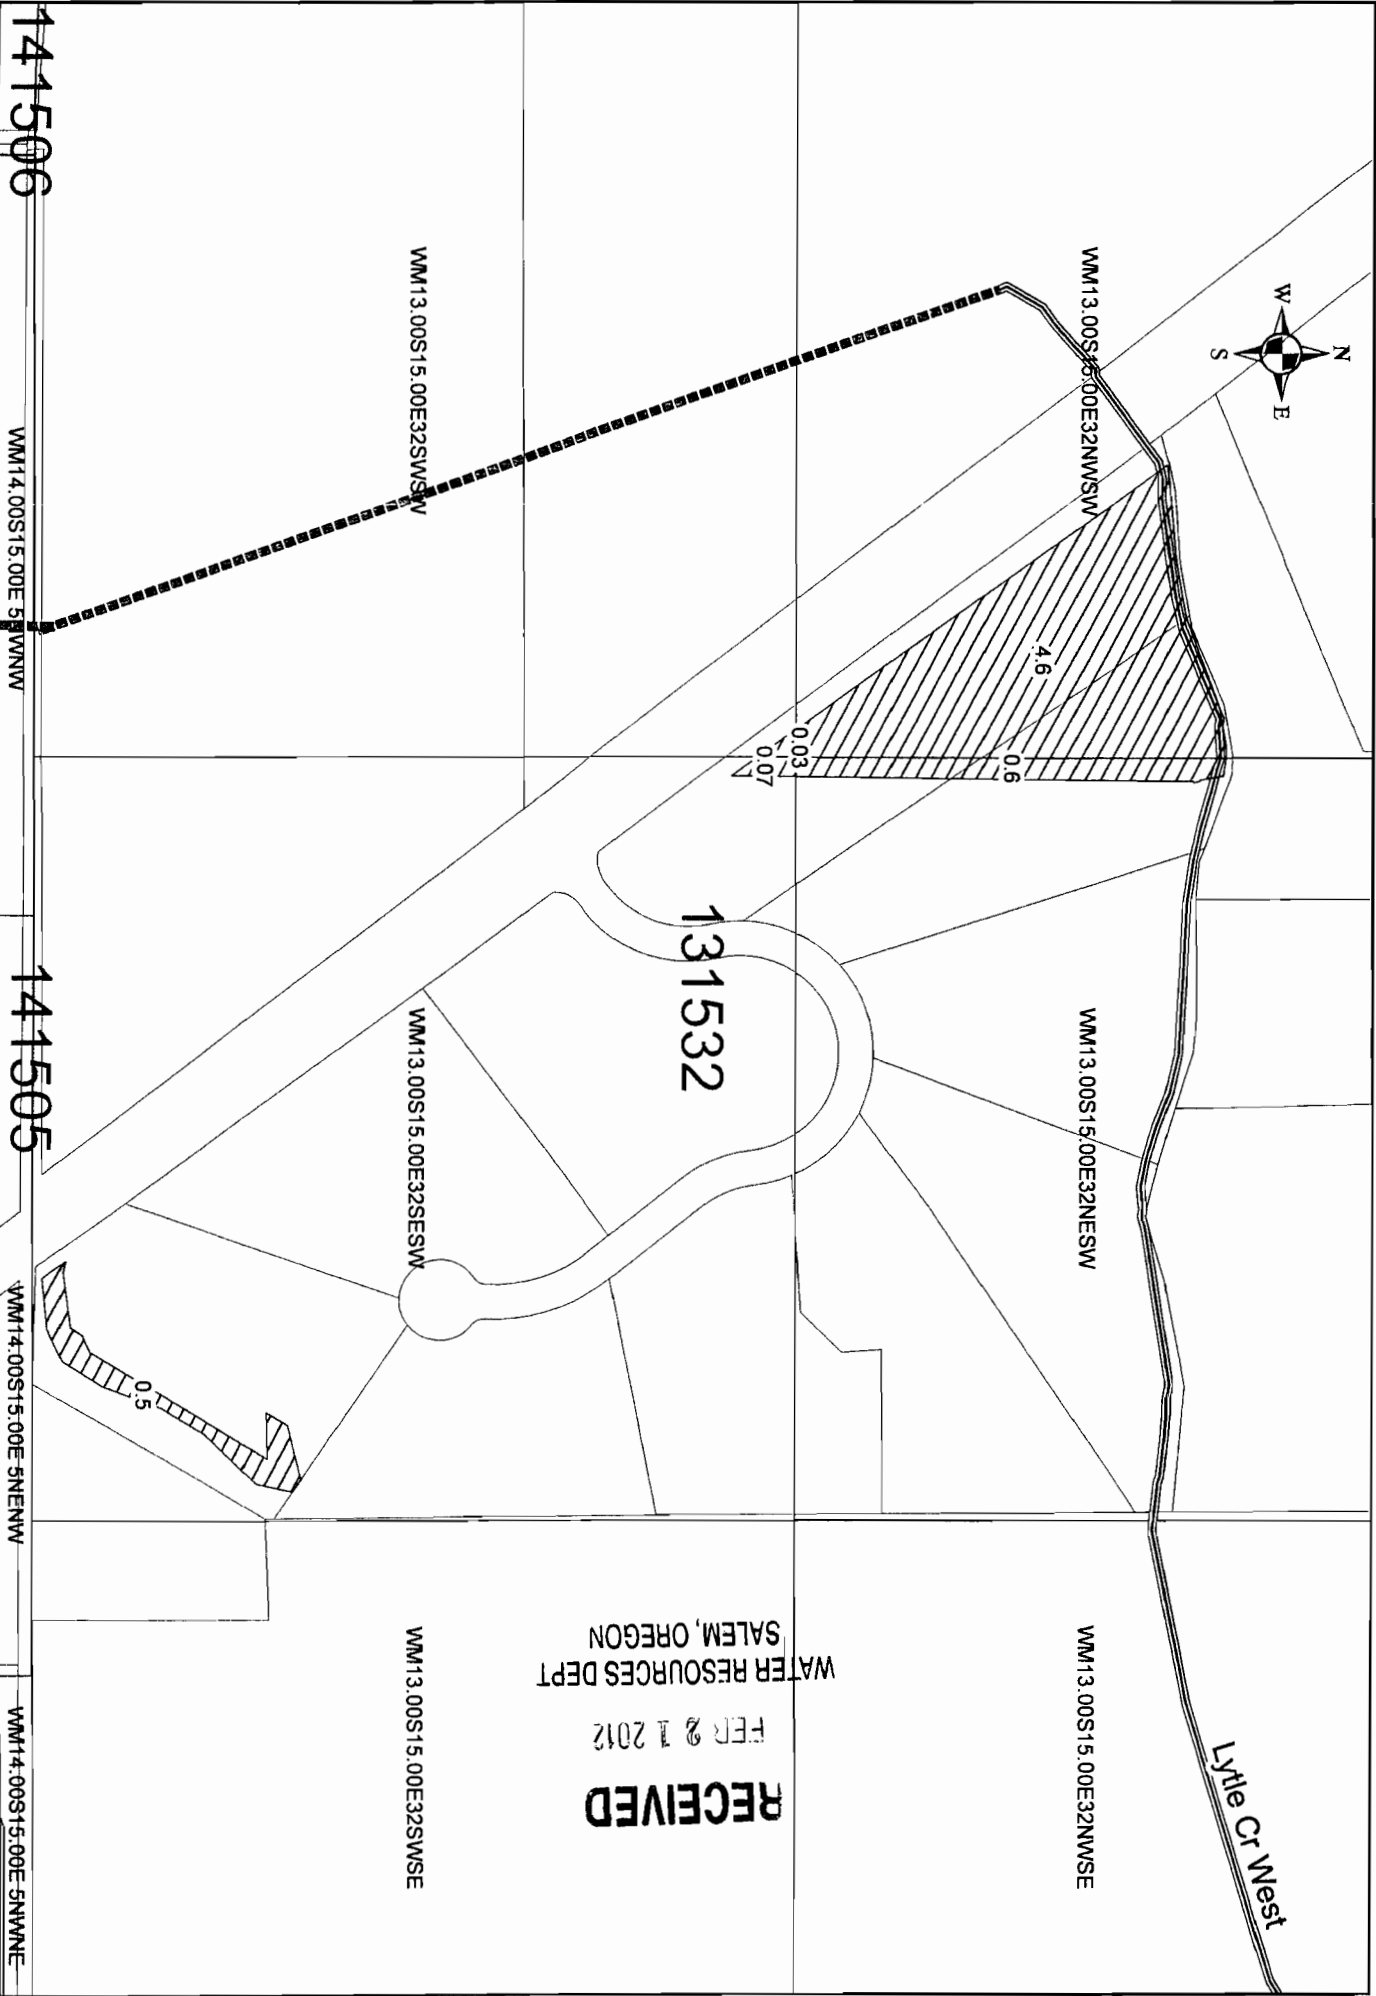 N
W
E
S
Lytle Cr West
WM13.00S15.00E32NWSW
WM13.00S15.00E32NESW
WM13.00S15.00E32NWSE
4.6
0.6
0.03
0.07
131532
WM13.00S15.00E32SWSW
WM13.00S15.00E32SESW
WM13.00S15.00E32SWSE
0.5
RECEIVED
FEB 21 2012
WATER RESOURCES DEPT
SALEM, OREGON
141506
141505
WM14.00S15.00E 5NWNW
WM14.00S15.00E 5NENW
WM14.00S15.00E 5NWNE